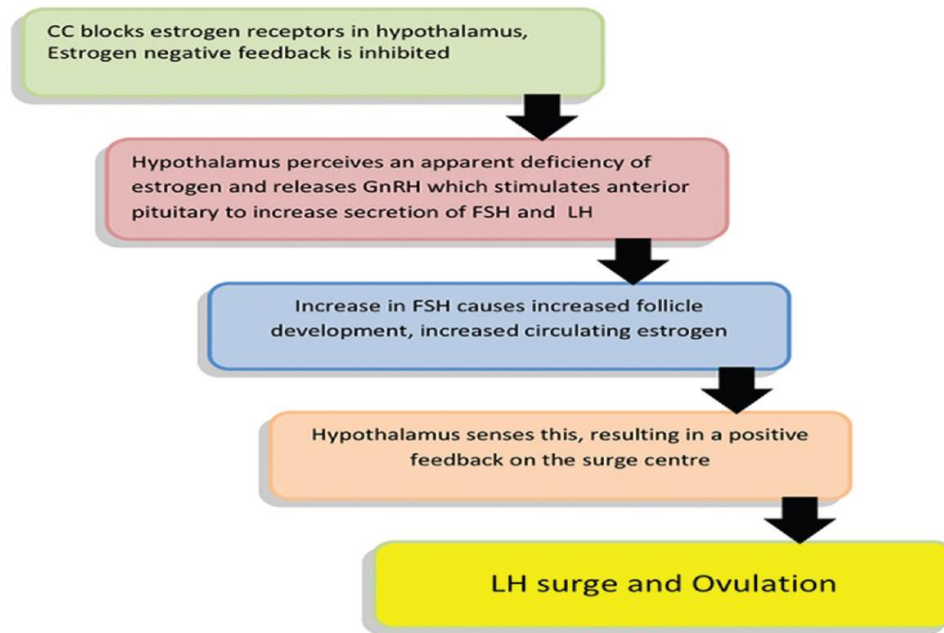 CC blocks estrogen receptors in hypothalamus,
Estrogen negative feedback is inhibited
Hypothalamus perceives an apparent deficiency of
estrogen and releases GnRH which stimulates anterior
pituitary to increase secretion of FSH and LH
Increase in FSH causes increased follicle
development, increased circulating estrogen
Hypothalamus senses this, resulting in a positive
feedback on the surge centre
LH surge and Ovulation